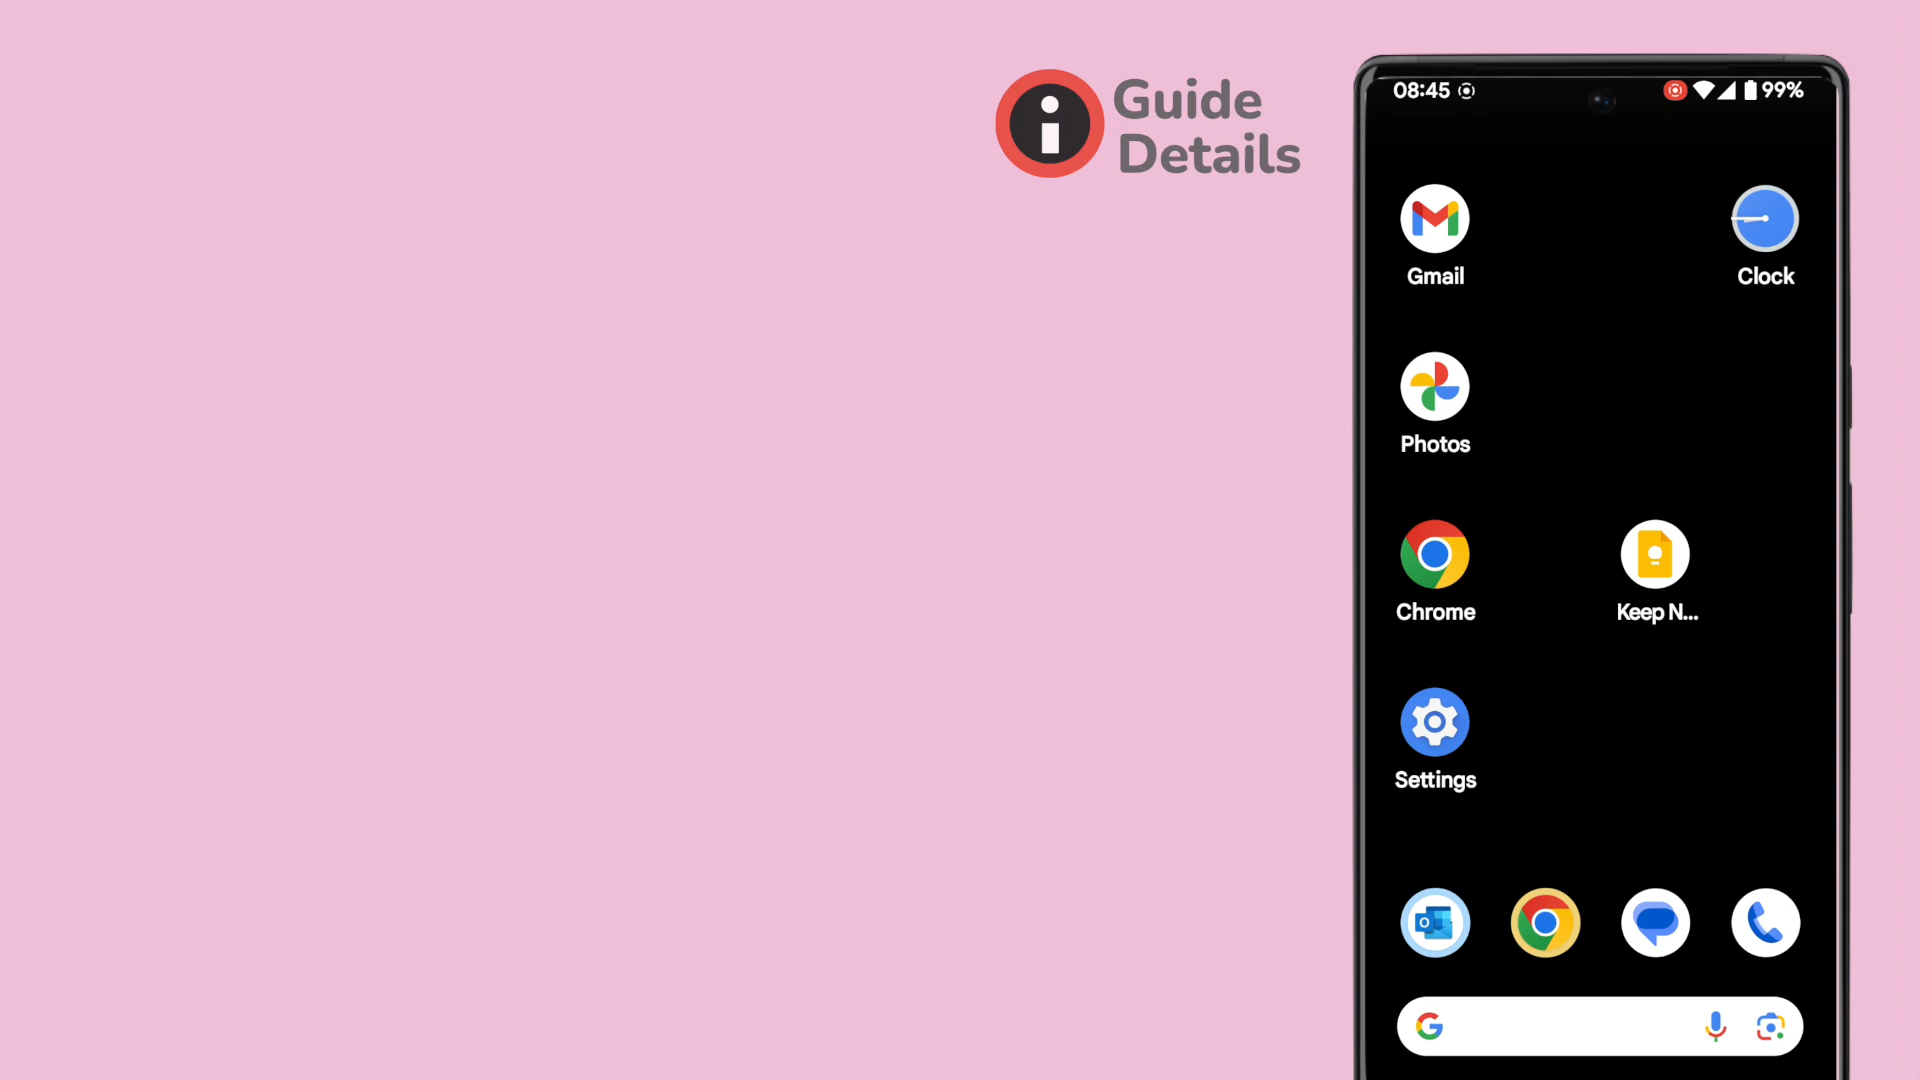 Guide
Details
08:45
99%
Gmail
Clock
Photos
Chrome
Keep N...
Settings